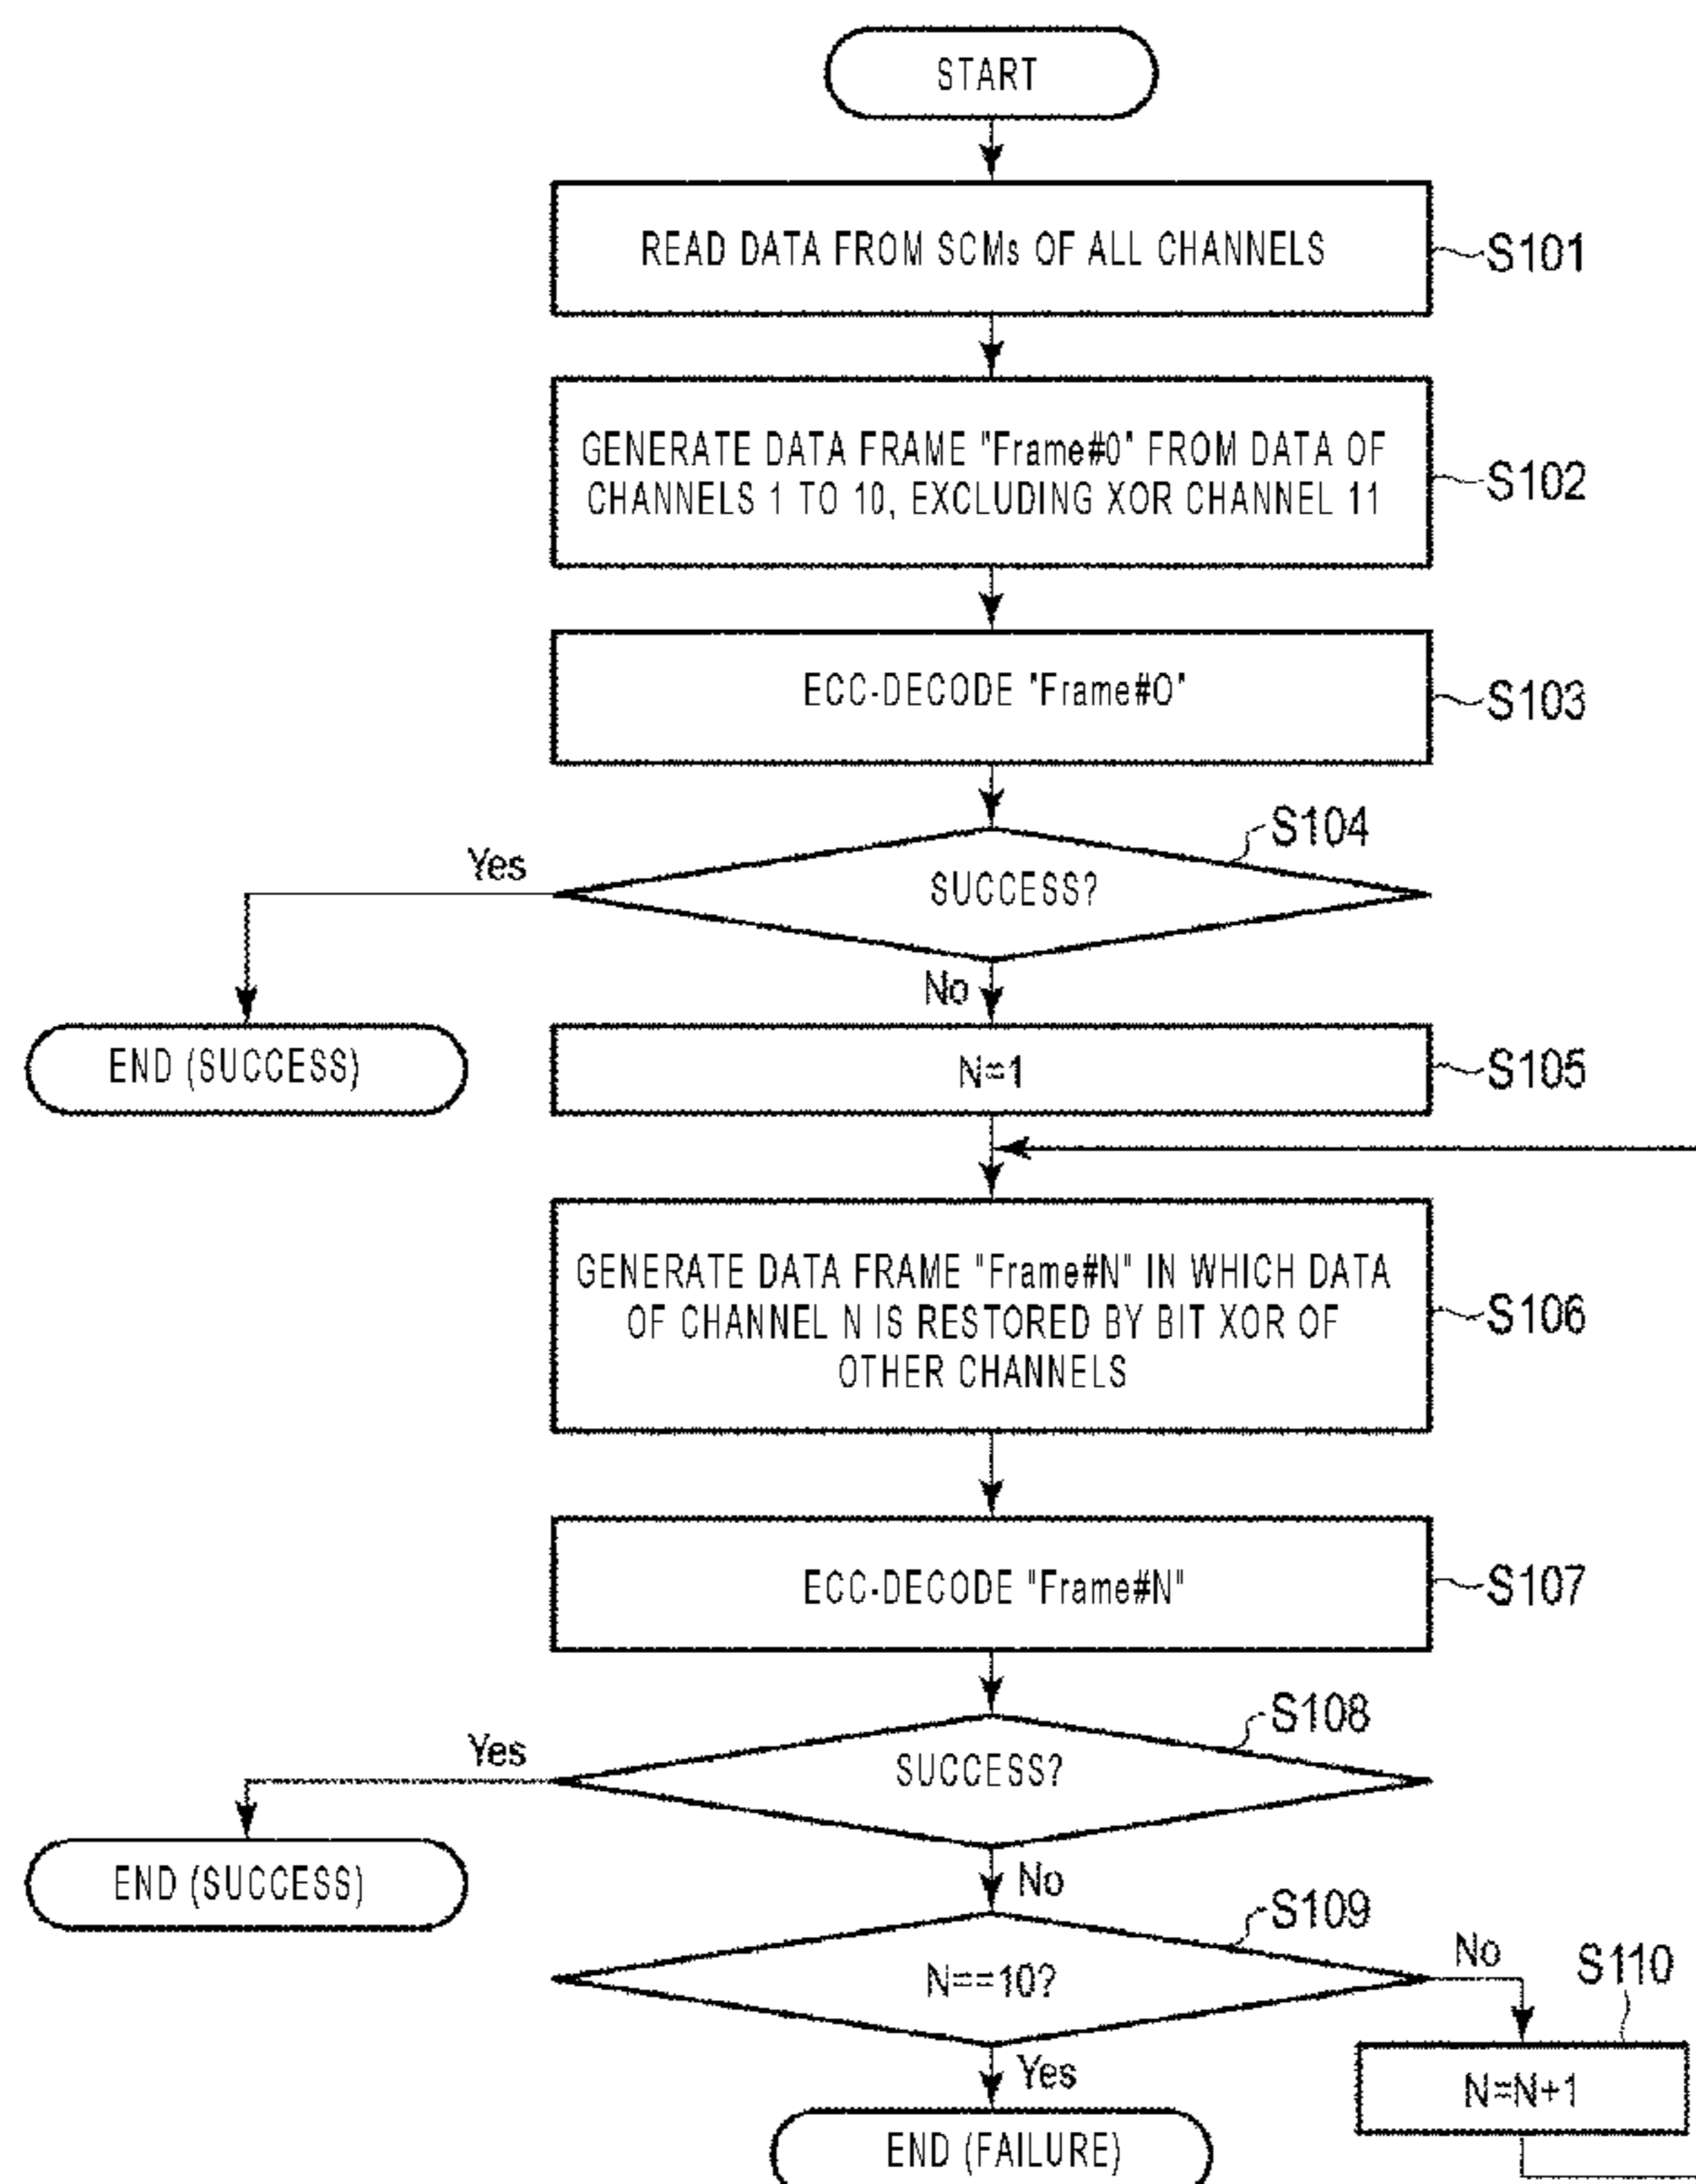 START
READ DATA FROM SCMs OF ALL CHANNELS
S101
GENERATE DATA FRAME "Frame#0" FROM DATA OF
CHANNELS 1 TO 10, EXCLUDING XOR CHANNEL 11
S102
ECC-DECODE "Frame#0"
S103
S104
SUCCESS?
Yes
No
END (SUCCESS)
N=1
S105
GENERATE DATA FRAME "Frame#N" IN WHICH DATA
OF CHANNEL N IS RESTORED BY BIT XOR OF
OTHER CHANNELS
S106
ECC-DECODE "Frame#N"
S107
S108
SUCCESS?
Yes
No
END (SUCCESS)
S109
N==10?
No
S110
N=N+1
Yes
END (FAILURE)